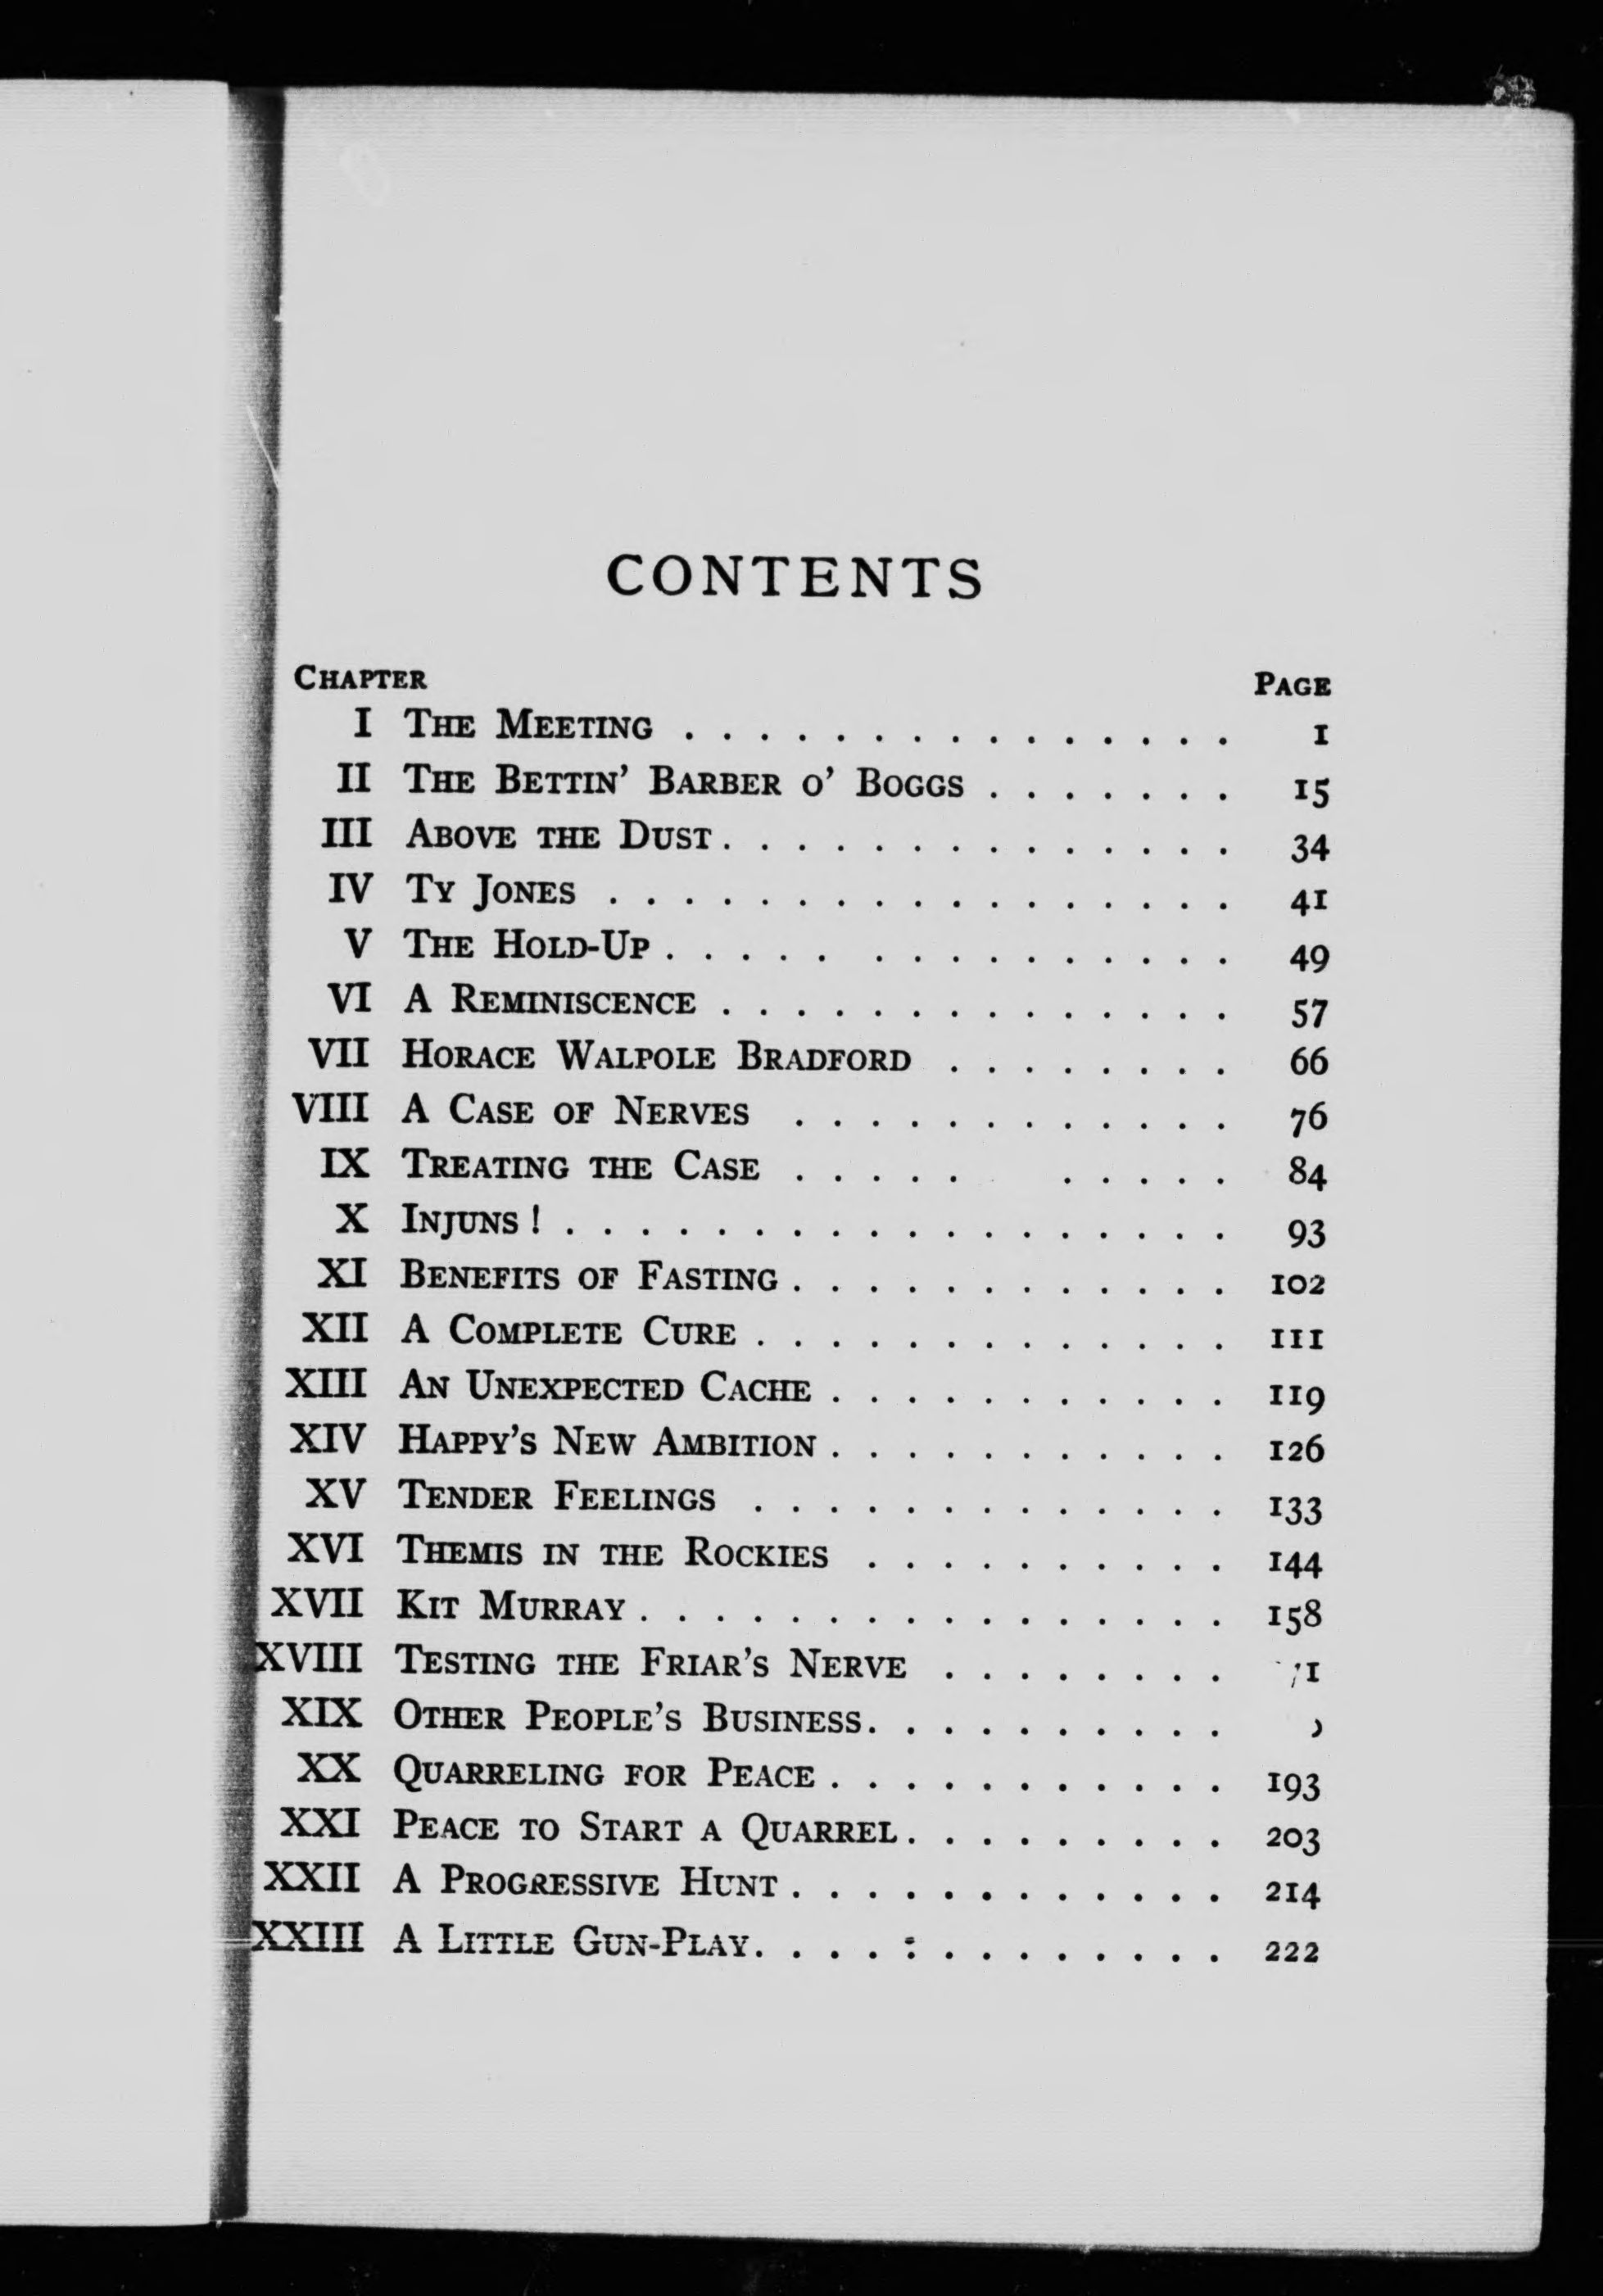 CONTENTS
CHAPTER PAGE
I THE MEETING . . . . . . . . . . . . . . . 1
II THE BETTIN' BARBER O' BOGGS . . . . . . . 15
III ABOVE THE DUST . . . . . . . . . . . . . . 34
IV TY JONES . . . . . . . . . . . . . . . . . 41
V THE HOLD-UP . . . . . . . . . . . . . . . 49
VI A REMINISCENCE . . . . . . . . . . . . . . 57
VII HORACE WALPOLE BRADFORD . . . . . . . . 66
VIII A CASE OF NERVES . . . . . . . . . . . . 76
IX TREATING THE CASE . . . . . . . . . . 84
X INJUNS! . . . . . . . . . . . . . . . . . . 93
XI BENEFITS OF FASTING . . . . . . . . . . . . 102
XII A COMPLETE CURE . . . . . . . . . . . . . 111
XIII AN UNEXPECTED CACHE . . . . . . . . . . . 119
XIV HAPPY'S NEW AMBITION . . . . . . . . . . . 126
XV TENDER FEELINGS . . . . . . . . . . . . . 133
XVI THEMIS IN THE ROCKIES . . . . . . . . . . 144
XVII KIT MURRAY . . . . . . . . . . . . . . . . 158
XVIII TESTING THE FRIAR'S NERVE . . . . . . . .
XIX OTHER PEOPLE'S BUSINESS . . . . . . . . . .
XX QUARRELING FOR PEACE . . . . . . . . . . . 193
XXI PEACE TO START A QUARREL . . . . . . . . . 203
XXII A PROGRESSIVE HUNT . . . . . . . . . . . . 214
XXIII A LITTLE GUN-PLAY . . . . . . . . . . . . . 222